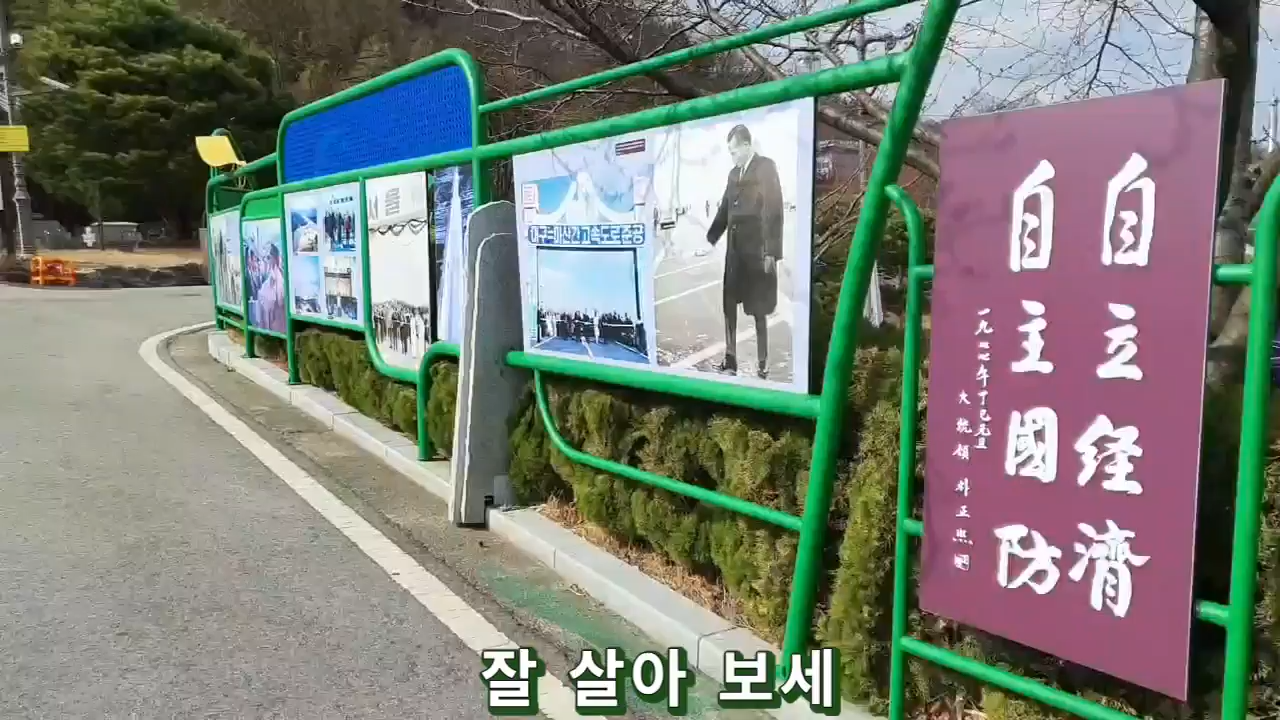 대구=마산간고속도로준공
自立経濟
自主國防
一九七七年丁巳元旦
大統領 朴正熙
잘 살아 보세